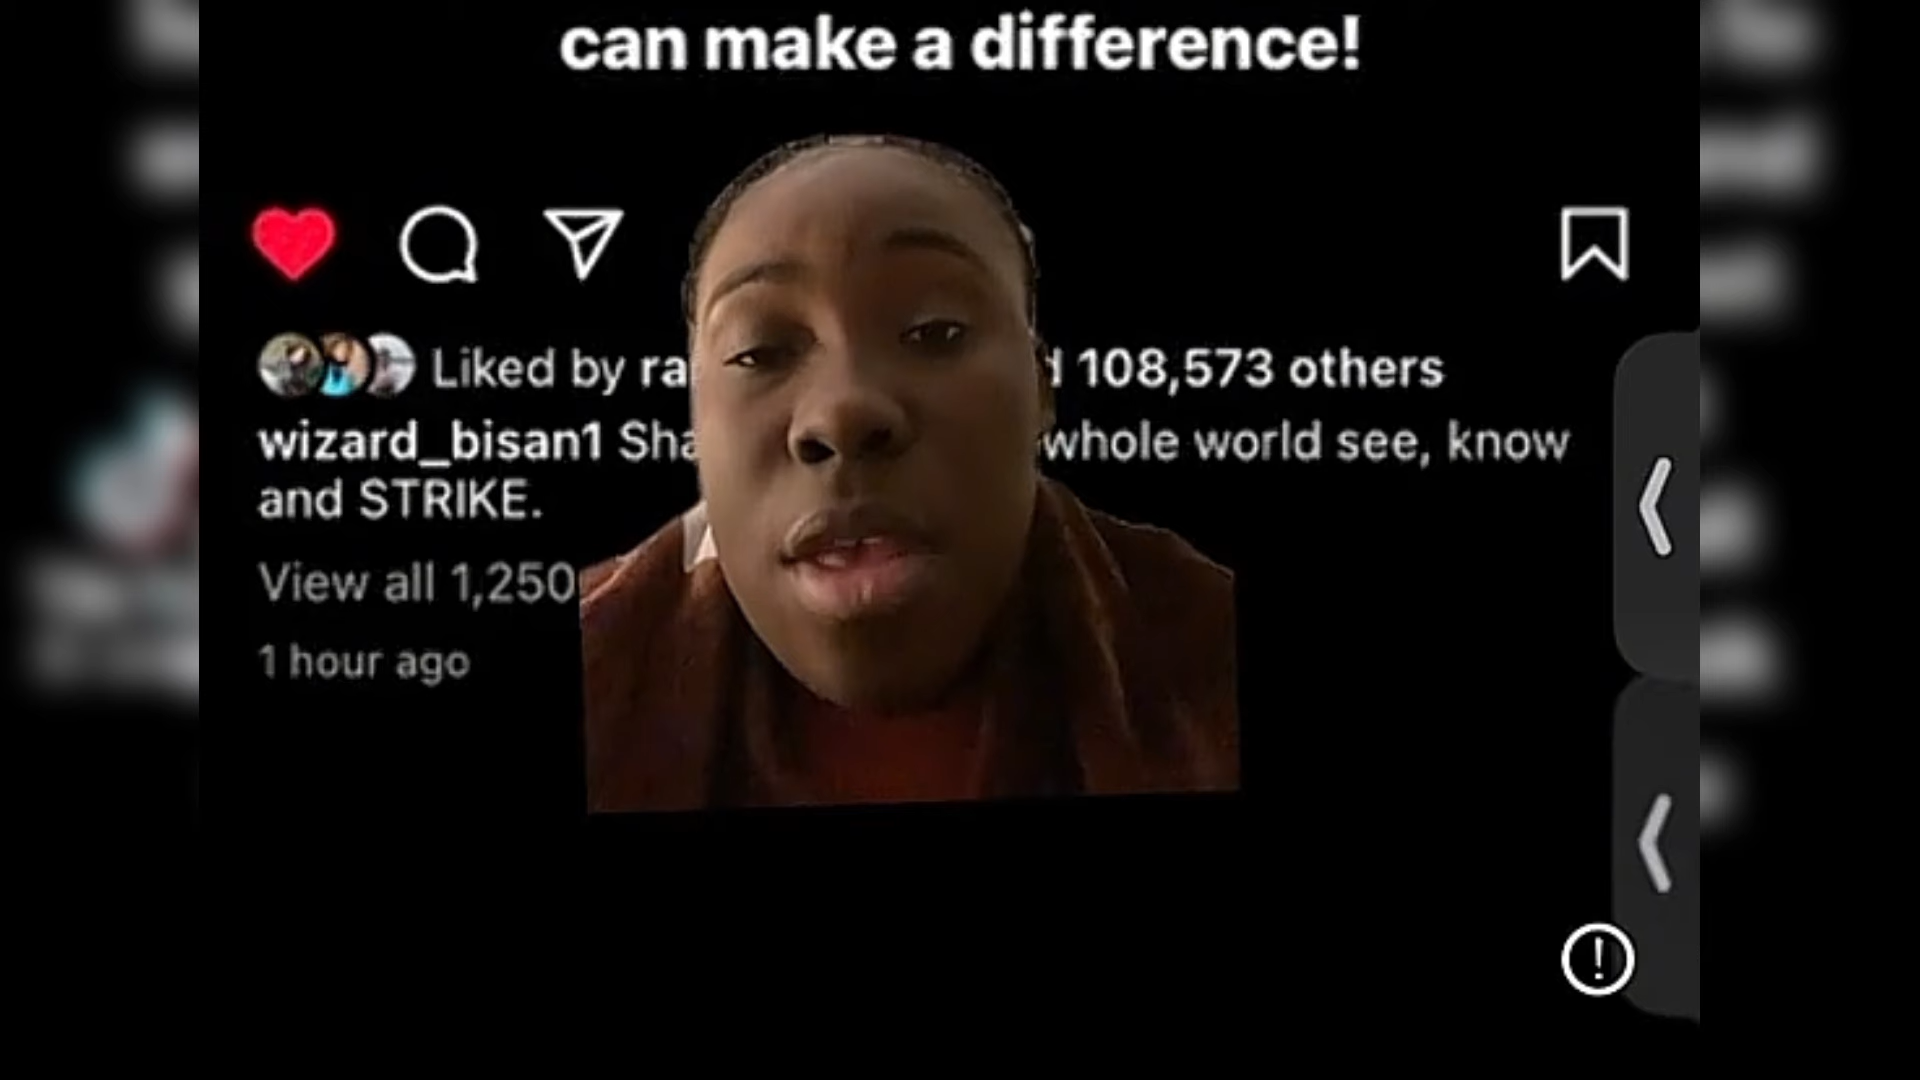 can make a difference!
Liked by ra 108,573 others
wizard_bisan1 Sha whole world see, know
and STRIKE.
View all 1,250
1 hour ago